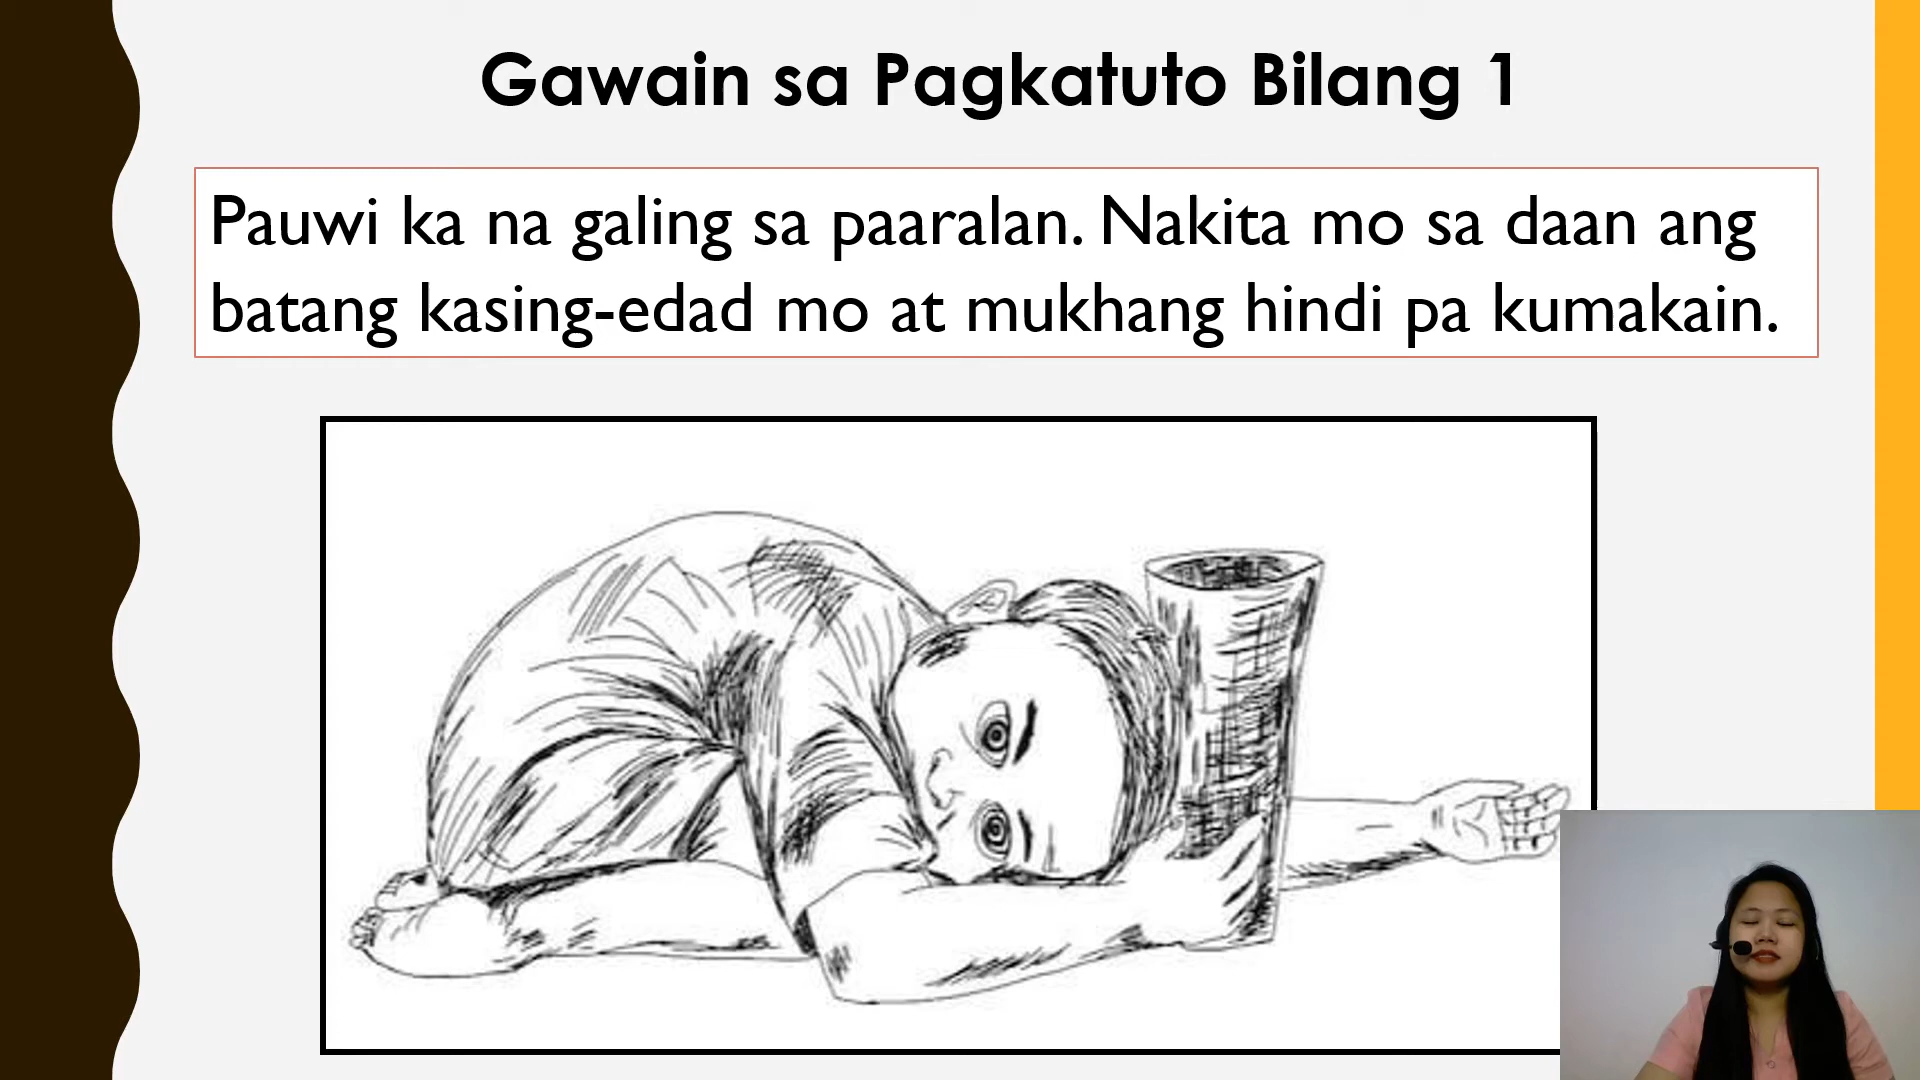 Gawain sa Pagkatuto Bilang 1
Pauwi ka na galing sa paaralan. Nakita mo sa daan ang
batang kasing-edad mo at mukhang hindi pa kumakain.